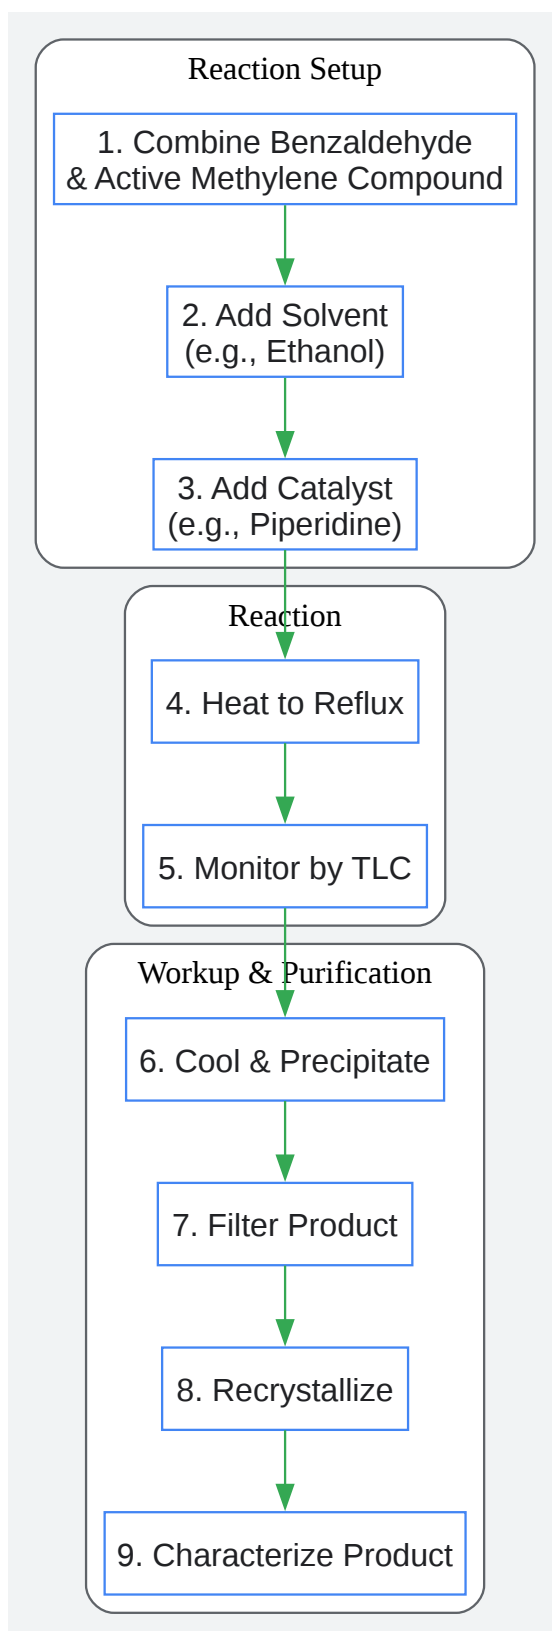 Reaction Setup
1. Combine Benzaldehyde
& Active Methylene Compound
2. Add Solvent
(e.g., Ethanol)
3. Add Catalyst
(e.g., Piperidine)
Reaction
4. Heat to Reflux
5. Monitor by TLC
Workup & Purification
6. Cool & Precipitate
7. Filter Product
8. Recrystallize
9. Characterize Product